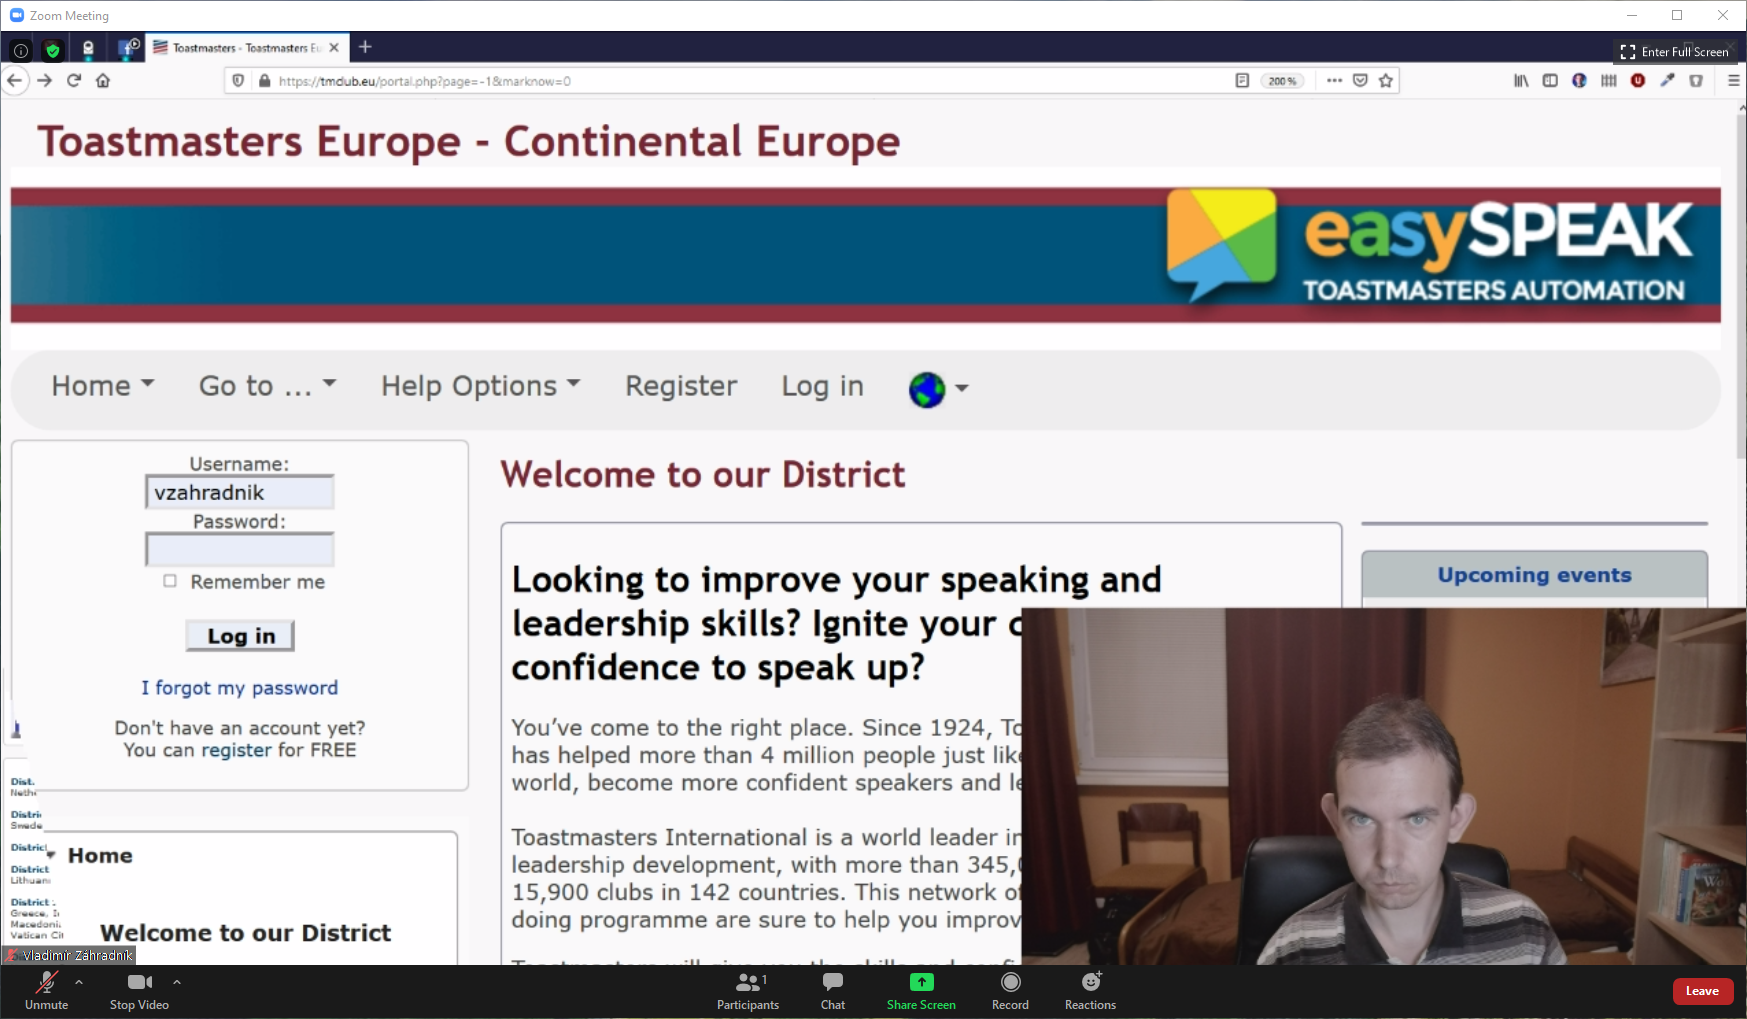 Zoom Meeting
Toastmasters - Toastmasters Eu
Enter Full Screen
https://tmclub.eu/portal.php?page=-1&marknow=0
200%
Toastmasters Europe - Continental Europe
easySPEAK
TOASTMASTERS AUTOMATION
Home
Go to ...
Help Options
Register
Log in
Username:
vzahradnik
Password:
Remember me
Log in
I forgot my password
Don't have an account yet?
You can register for FREE
Dist.
Distri
Swede
District
District
Lithuani
District :
Greece, I
Macedoni
Vatican Cit
Home
Welcome to our District
Welcome to our District
Looking to improve your speaking and
leadership skills? Ignite your c
confidence to speak up?
You've come to the right place. Since 1924, To
has helped more than 4 million people just like
world, become more confident speakers and le
Toastmasters International is a world leader in
leadership development, with more than 345,0
15,900 clubs in 142 countries. This network of
doing programme are sure to help you improv
Upcoming events
Vladimír Záhradník
Unmute
Stop Video
1
Participants
Chat
Share Screen
Record
Reactions
Leave